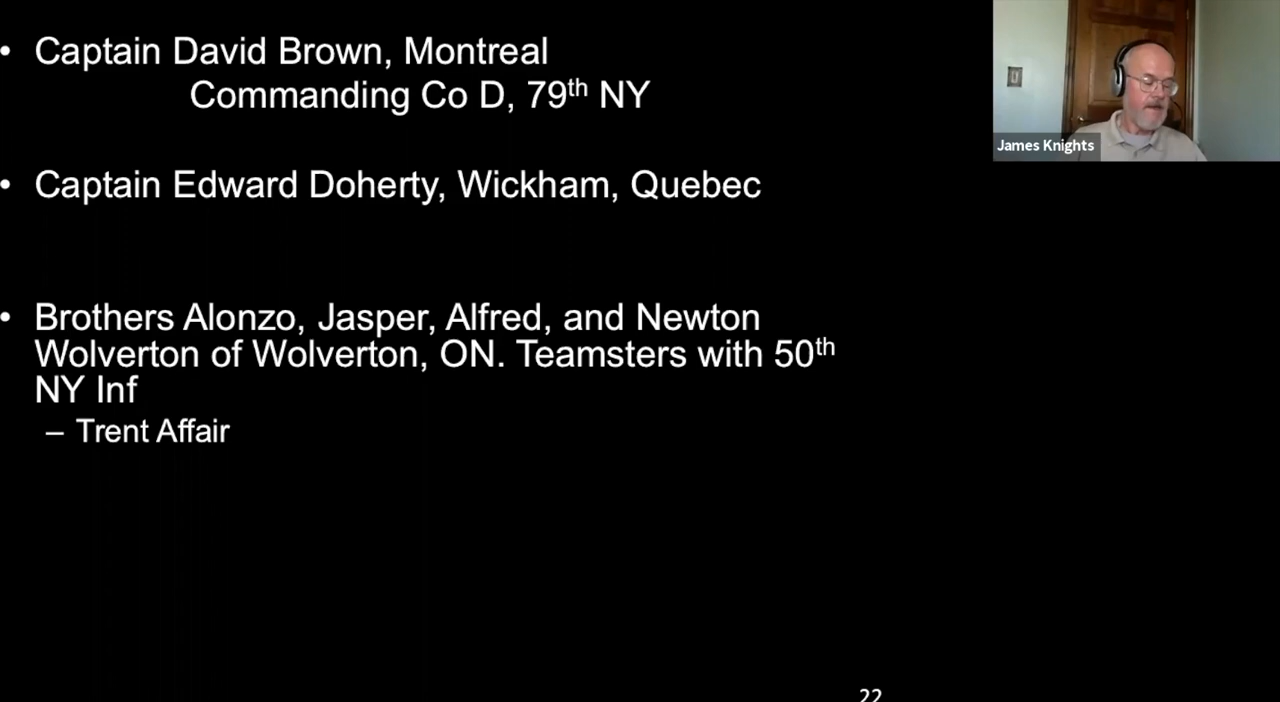 • Captain David Brown, Montreal
Commanding Co D, 79th NY
James Knights
• Captain Edward Doherty, Wickham, Quebec
• Brothers Alonzo, Jasper, Alfred, and Newton
Wolverton of Wolverton, ON. Teamsters with 50th
NY Inf
– Trent Affair
22